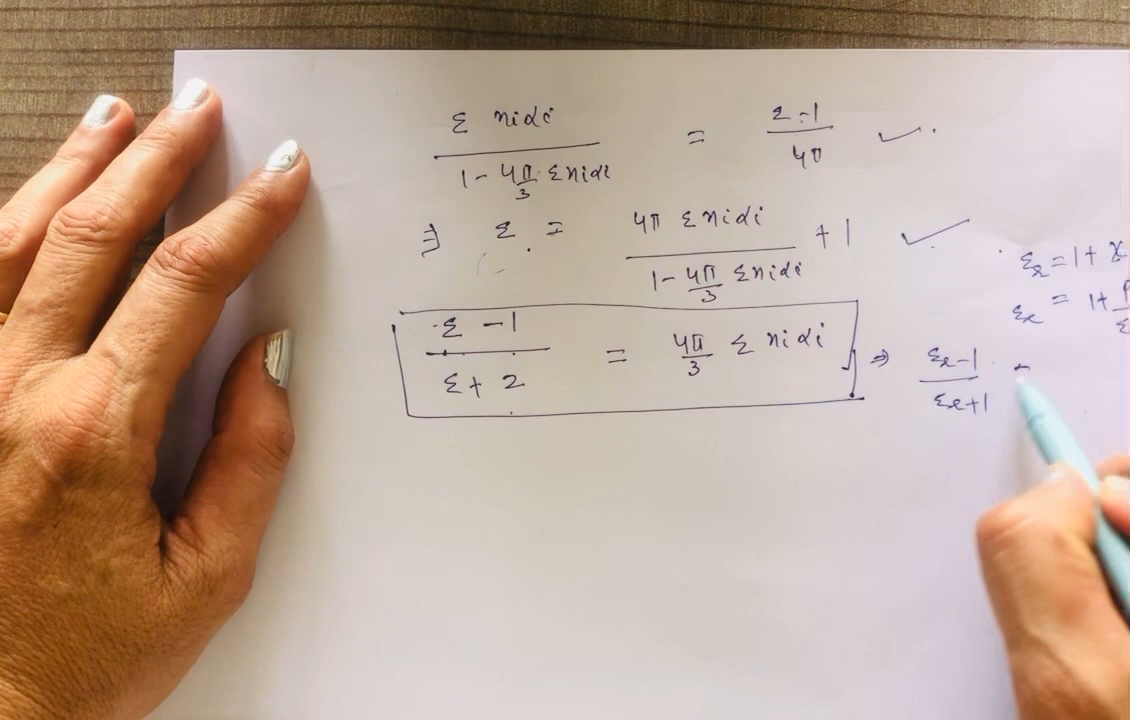 Σ niαi / (1 - 4π/3 Σ niαi) = (ε - 1) / 4π ✓
⇒ ε = 4π Σ niαi / (1 - 4π/3 Σ niαi) + 1 ✓
εr = 1 + χ
εr = 1 +
(ε - 1) / (ε + 2) = 4π/3 Σ niαi ⇒ (εr - 1) / (εr + 1) =